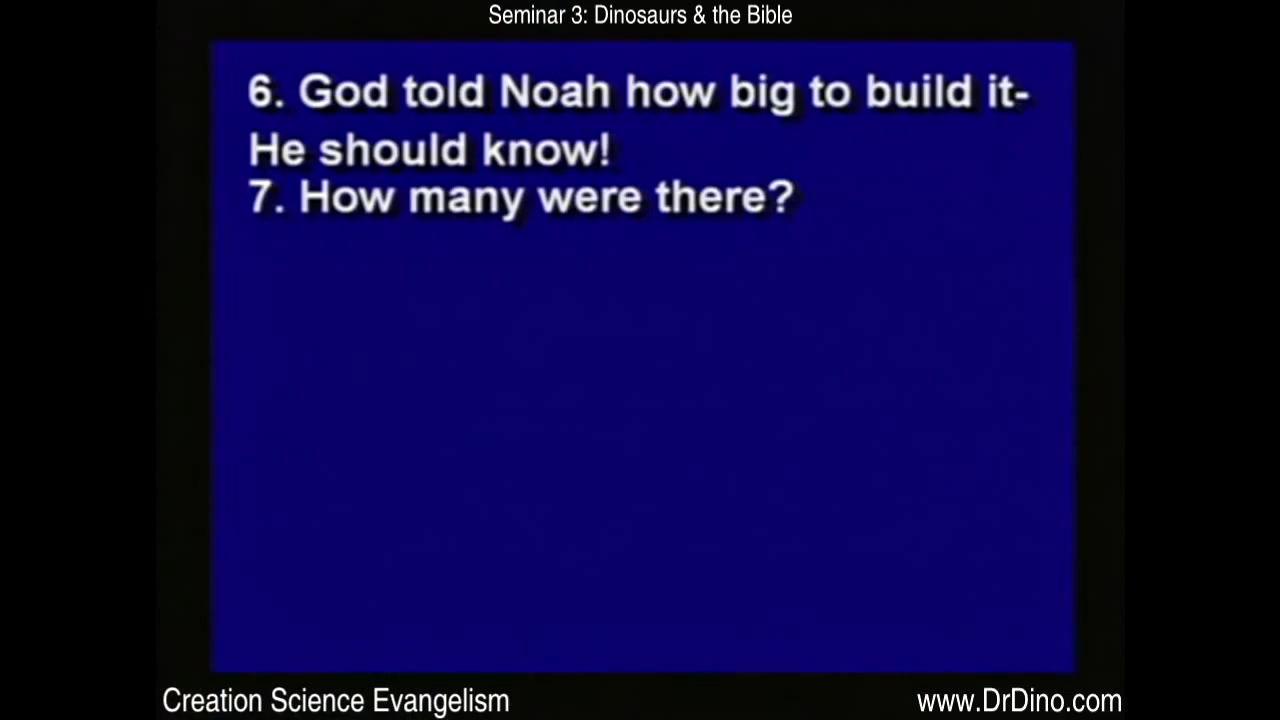 Seminar 3: Dinosaurs & the Bible
6. God told Noah how big to build it-
He should know!
7. How many were there?
Creation Science Evangelism
www.DrDino.com